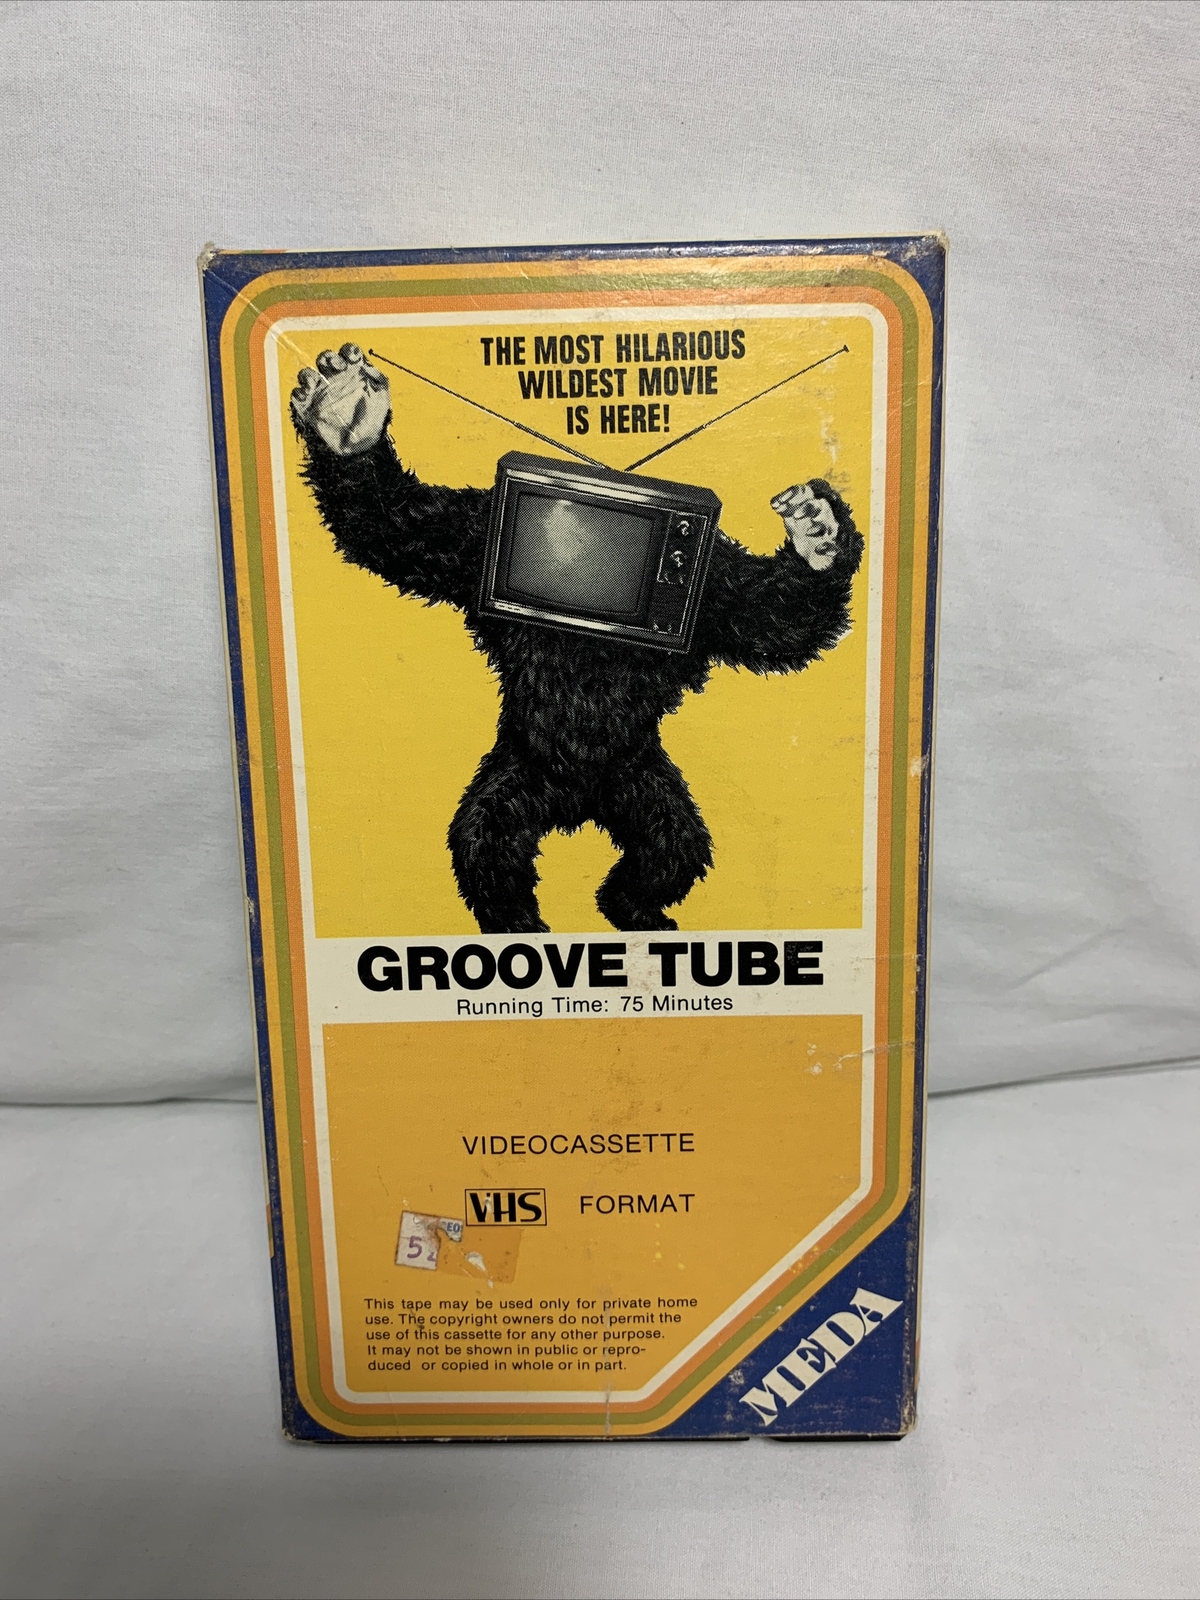 THE MOST HILARIOUS
WILDEST MOVIE
IS HERE!
GROOVE TUBE
Running Time: 75 Minutes
VIDEOCASSETTE
VHS FORMAT
5
This tape may be used only for private home
use. The copyright owners do not permit the
use of this cassette for any other purpose.
It may not be shown in public or repro-
duced or copied in whole or in part.
MEDA